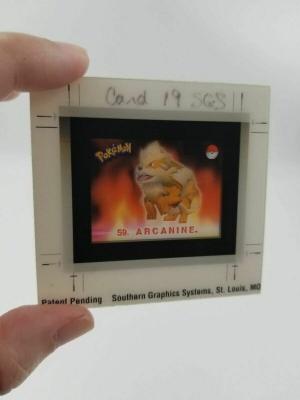 Card 19 SGS
POKéMON
59. ARCANINE.
Patent Pending Southern Graphics Systems, St. Louis, MO